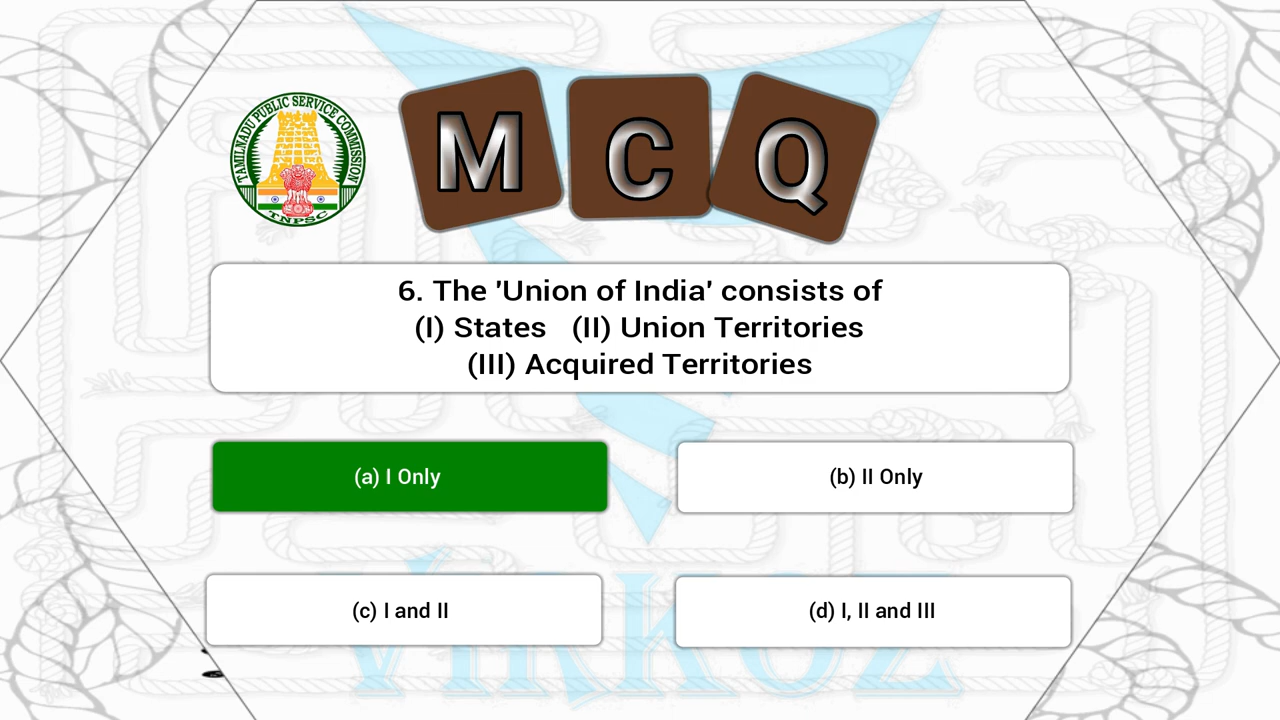 TAMILNADU PUBLIC SERVICE COMMISSION
TNPSC
M C Q
6. The 'Union of India' consists of
(I) States (II) Union Territories
(III) Acquired Territories
(a) I Only
(b) II Only
(c) I and II
(d) I, II and III